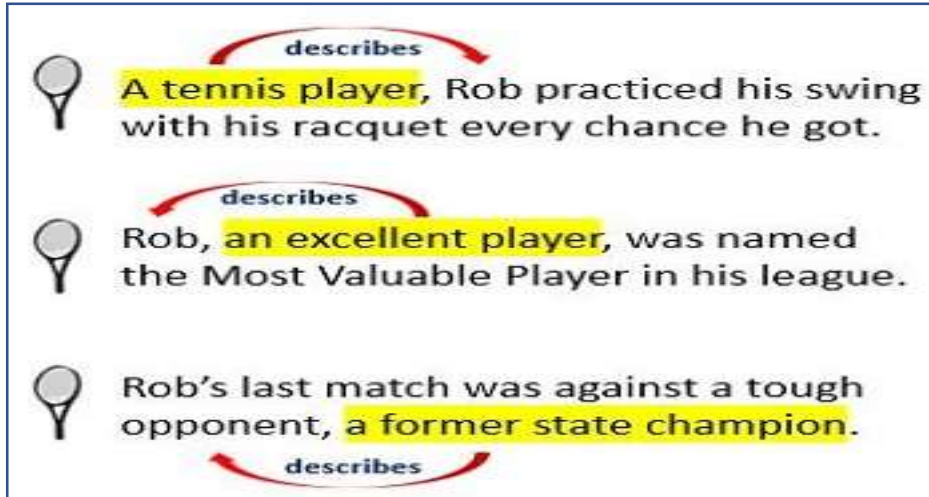 describes
A tennis player, Rob practiced his swing
with his racquet every chance he got.
describes
Rob, an excellent player, was named
the Most Valuable Player in his league.
Rob's last match was against a tough
opponent, a former state champion.
describes